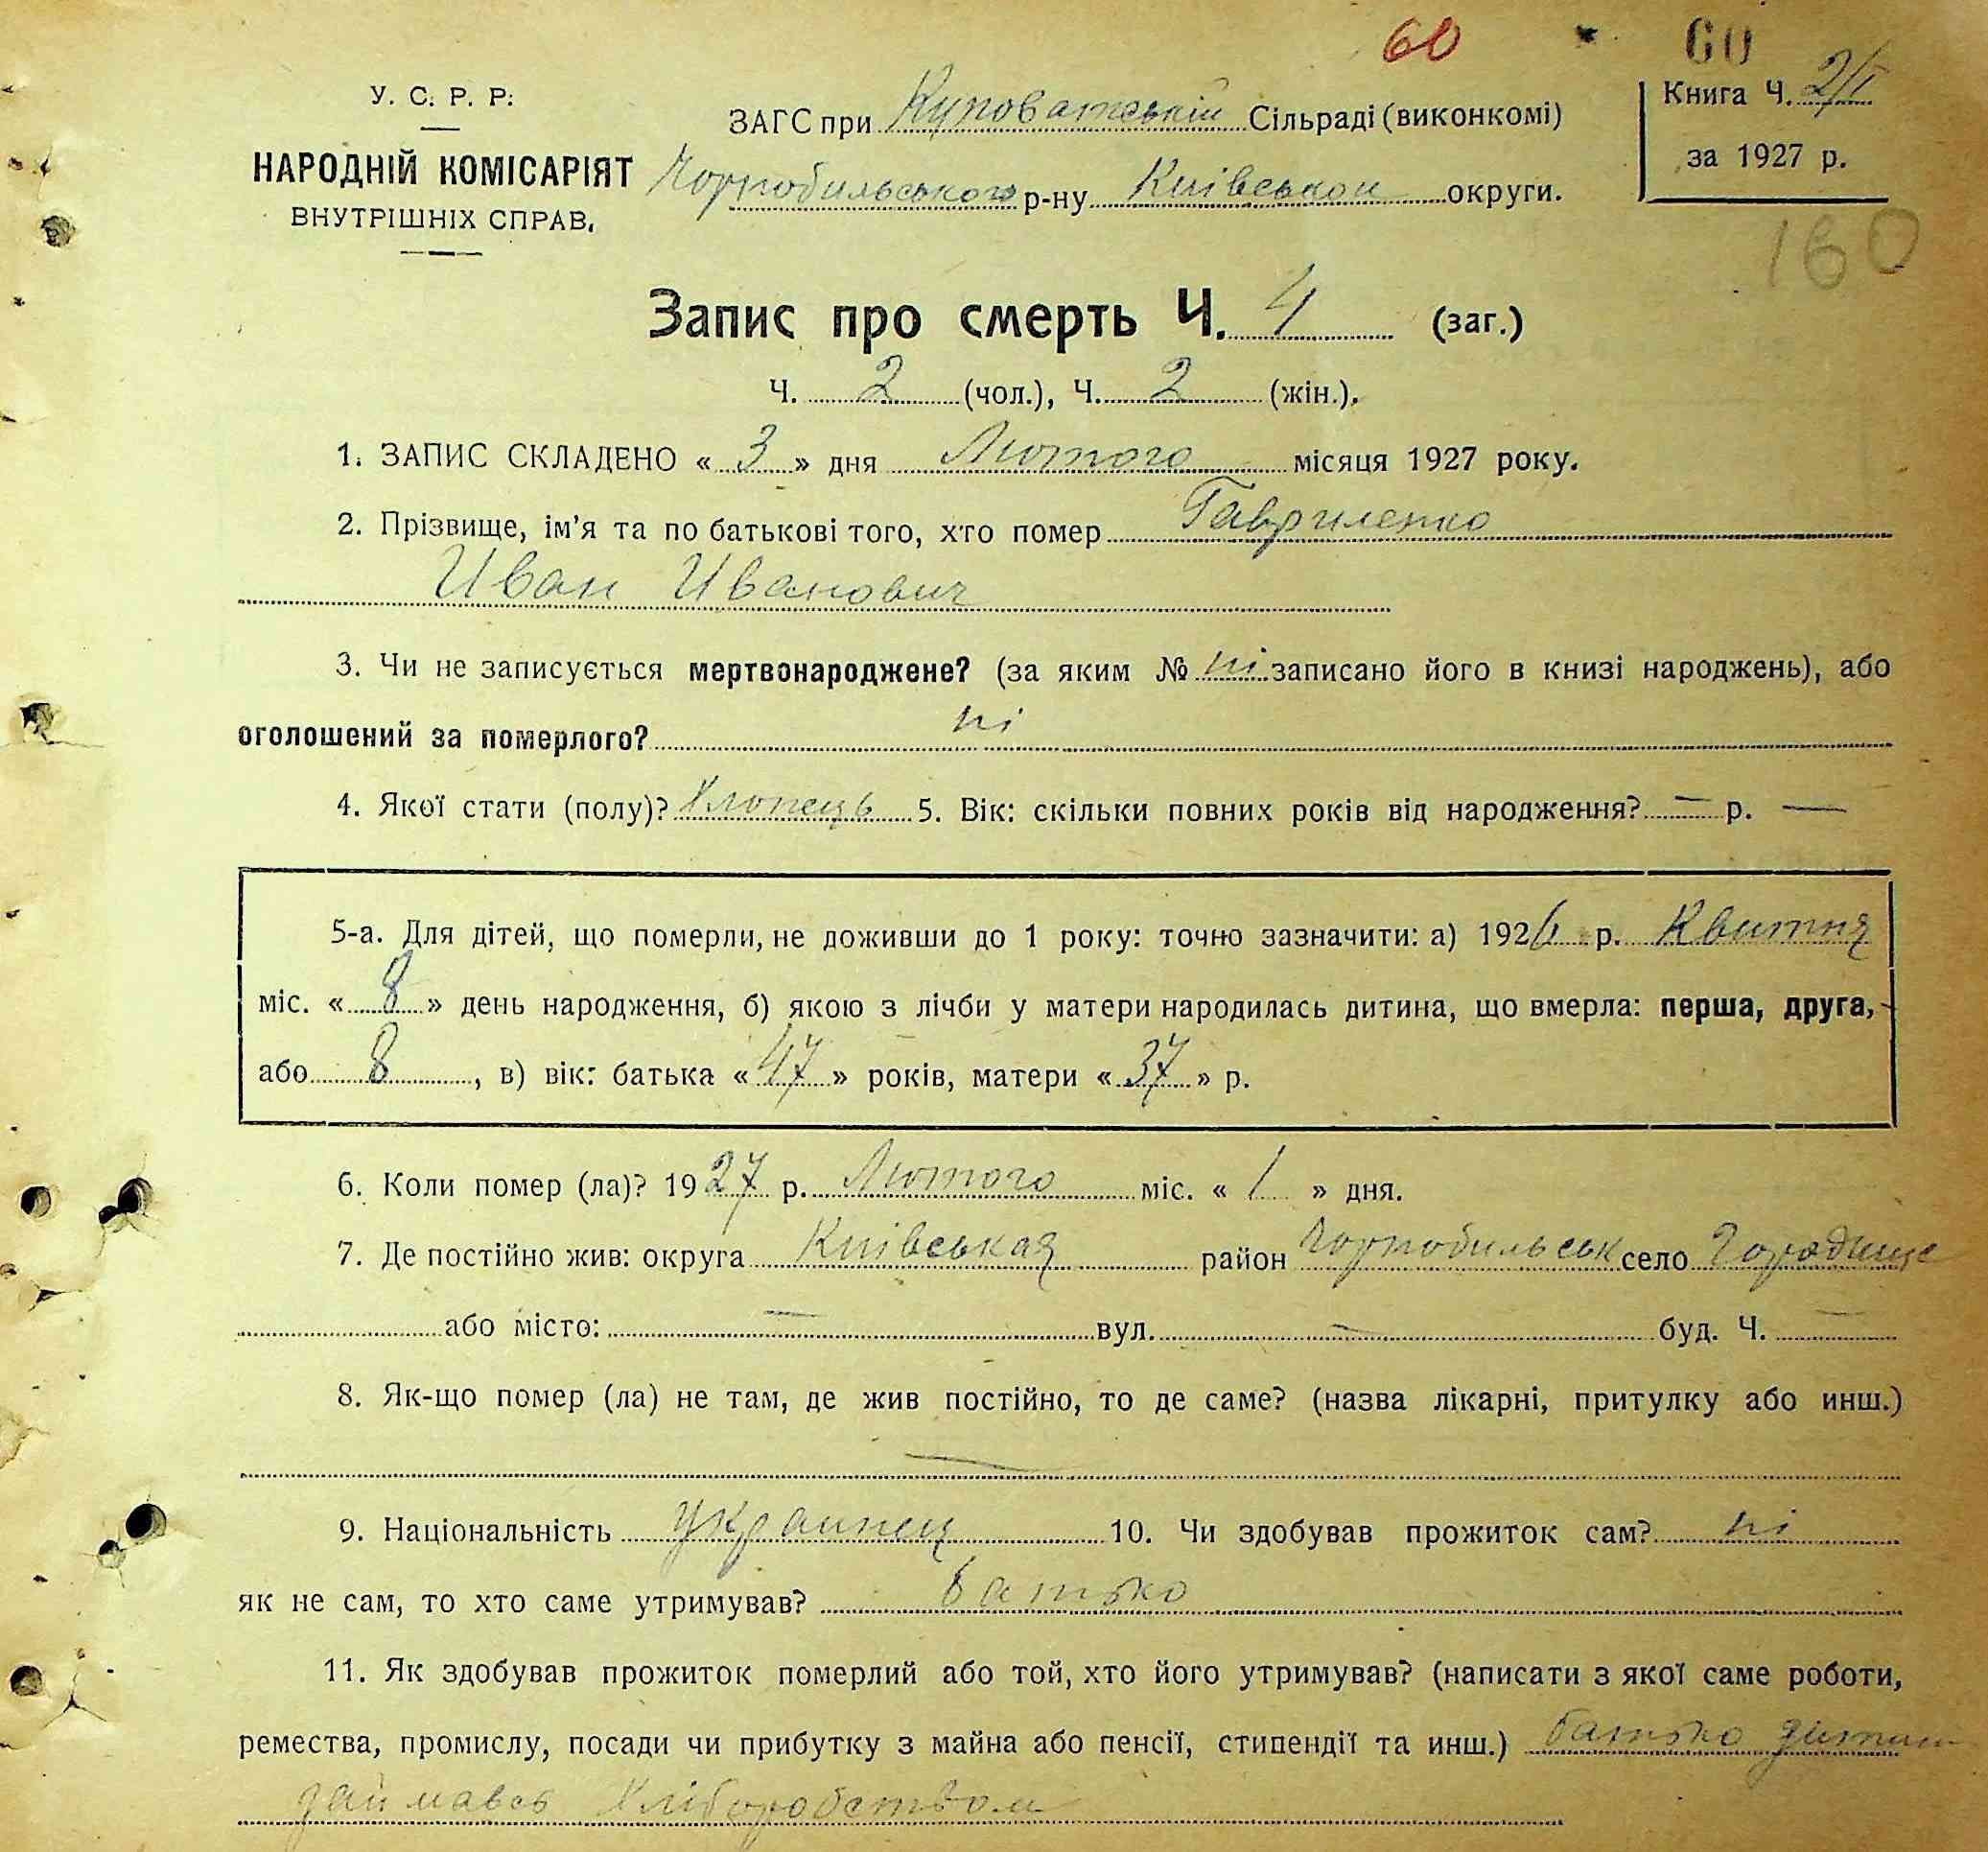 60 60
У. С. Р. Р.
ЗАГС при Куповатській Сільраді (виконкомі)
Книга Ч. 2/I
НАРОДНІЙ КОМІСАРІЯТ
Чорнобильського р-ну Київськои округи.
за 1927 р.
ВНУТРІШНІХ СПРАВ.
160
Запис про смерть Ч. 4 (заг.)
Ч. 2 (чол.), Ч. 2 (жін.).
1. ЗАПИС СКЛАДЕНО « 3 » дня Лютого місяця 1927 року.
2. Прізвище, ім’я та по батькові того, хто помер Гавриленко
Иван Иванович
3. Чи не записується мертвонароджене? (за яким № ні записано його в книзі народжень), або
оголошений за померлого? ні
4. Якої стати (полу)? Хлопець 5. Вік: скільки повних років від народження? — р. —
5-а. Для дітей, що померли, не доживши до 1 року: точно зазначити: а) 1926 р. Квитня
міс. « 8 » день народження, б) якою з лічби у матери народилась дитина, що вмерла: перша, друга,
або 8, в) вік: батька « 47 » років, матери « 37 » р.
6. Коли помер (ла)? 1927 р. Лютого міс. « 1 » дня.
7. Де постійно жив: округа Київськая район Чорнобильськ село Городище
або місто: — вул. — буд. Ч. —
8. Як-що помер (ла) не там, де жив постійно, то де саме? (назва лікарні, притулку або инш.)
—
9. Національність Украинец 10. Чи здобував прожиток сам? ні
як не сам, то хто саме утримував? батько
11. Як здобував прожиток померлий або той, хто його утримував? (написати з якої саме роботи,
ремества, промислу, посади чи прибутку з майна або пенсії, стипендії та инш.) батько дитини
займавсь Хліборобством